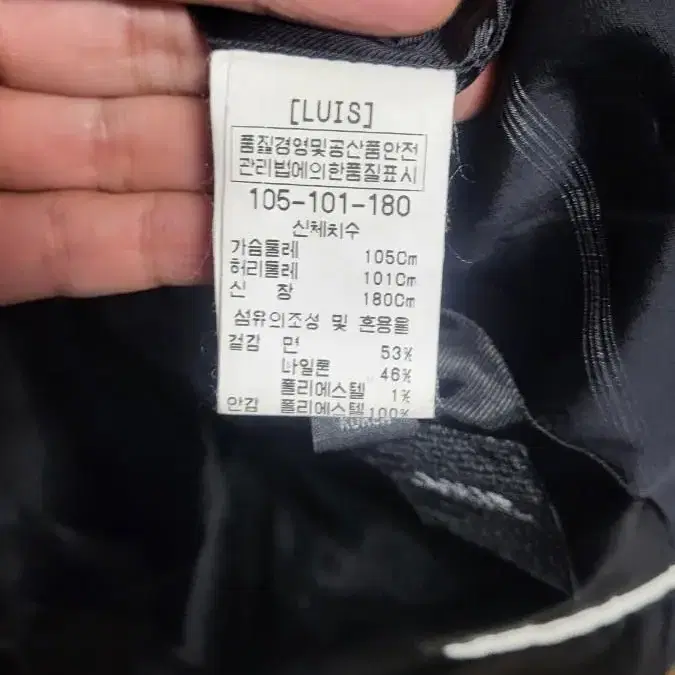 [LUIS]
품질경영및공산품안전
관리법에의한품질표시
105-101-180
신체치수
가슴둘레 105Cm
허리둘레 101Cm
신 장 180Cm
섬유의조성 및 혼용율
겉감 면 53%
나일론 46%
폴리에스텔 1%
안감 폴리에스텔 100%